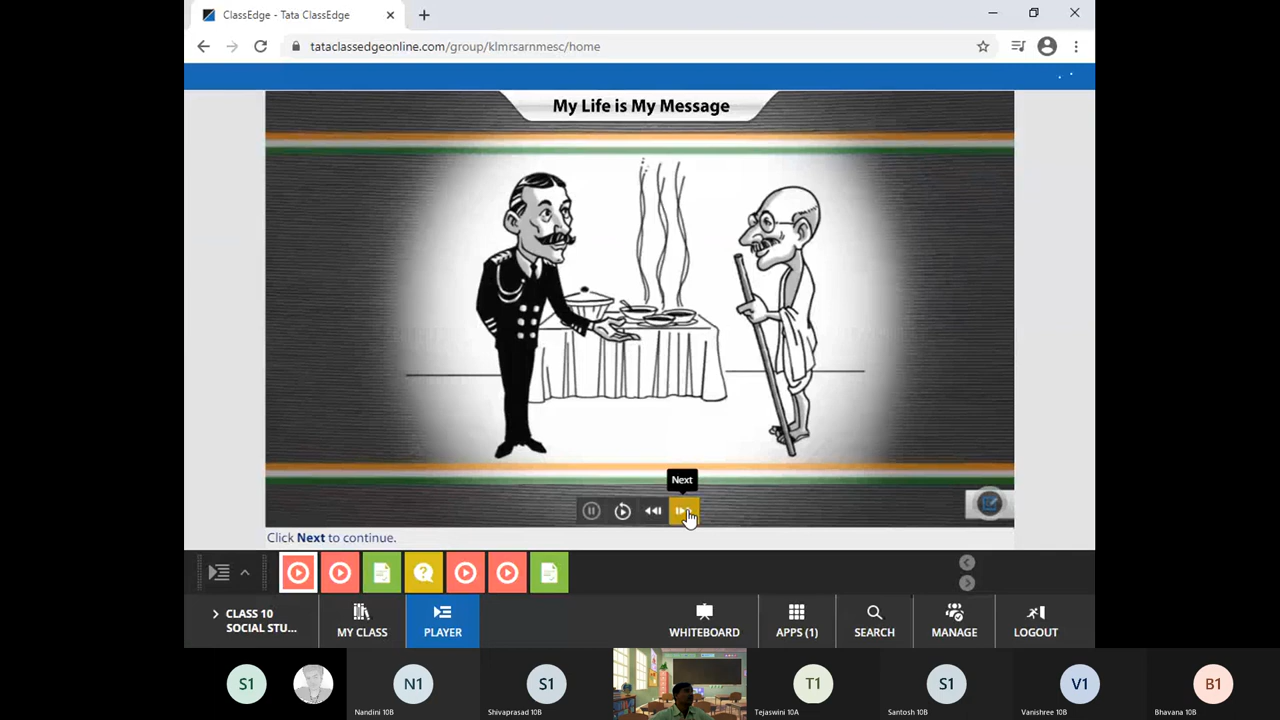 ClassEdge - Tata ClassEdge
tataclassedgeonline.com/group/klmrsarnmesc/home
My Life is My Message
Next
Click Next to continue.
CLASS 10
SOCIAL STU...
MY CLASS
PLAYER
WHITEBOARD
APPS (1)
SEARCH
MANAGE
LOGOUT
S1
N1
S1
T1
S1
V1
B1
Nandini 10B
Shivaprasad 10B
Tejaswini 10A
Santosh 10B
Vanishree 10B
Bhavana 10B